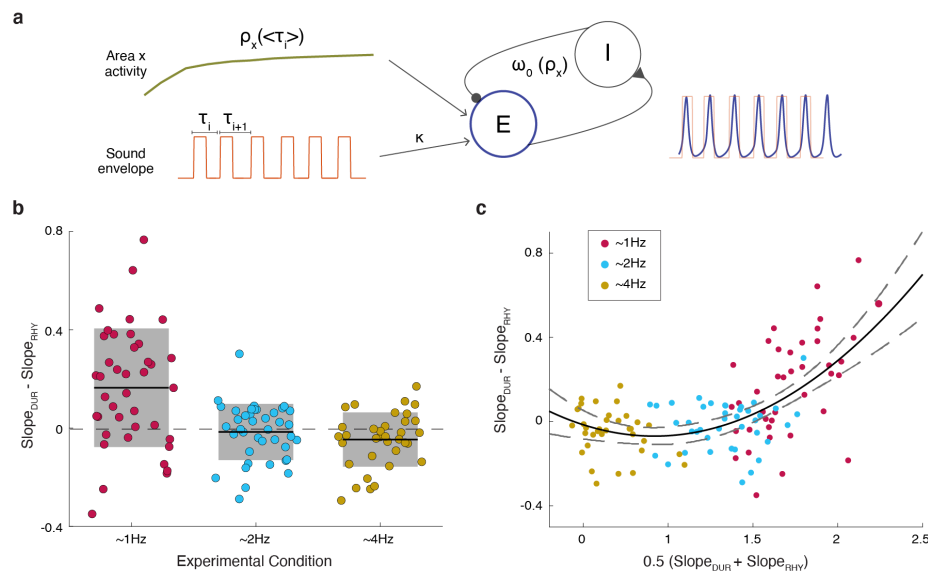 a
Area x
activity
ρx(<τi>)
τi
τi+1
Sound
envelope
κ
ω0 (ρx)
I
E
b
0.8
0.4
0
-0.4
SlopeDUR - SlopeRHY
~1Hz
~2Hz
~4Hz
Experimental Condition
c
~1Hz
~2Hz
~4Hz
0.8
0.4
0
-0.4
SlopeDUR - SlopeRHY
0
0.5
1
1.5
2
2.5
0.5 (SlopeDUR + SlopeRHY)